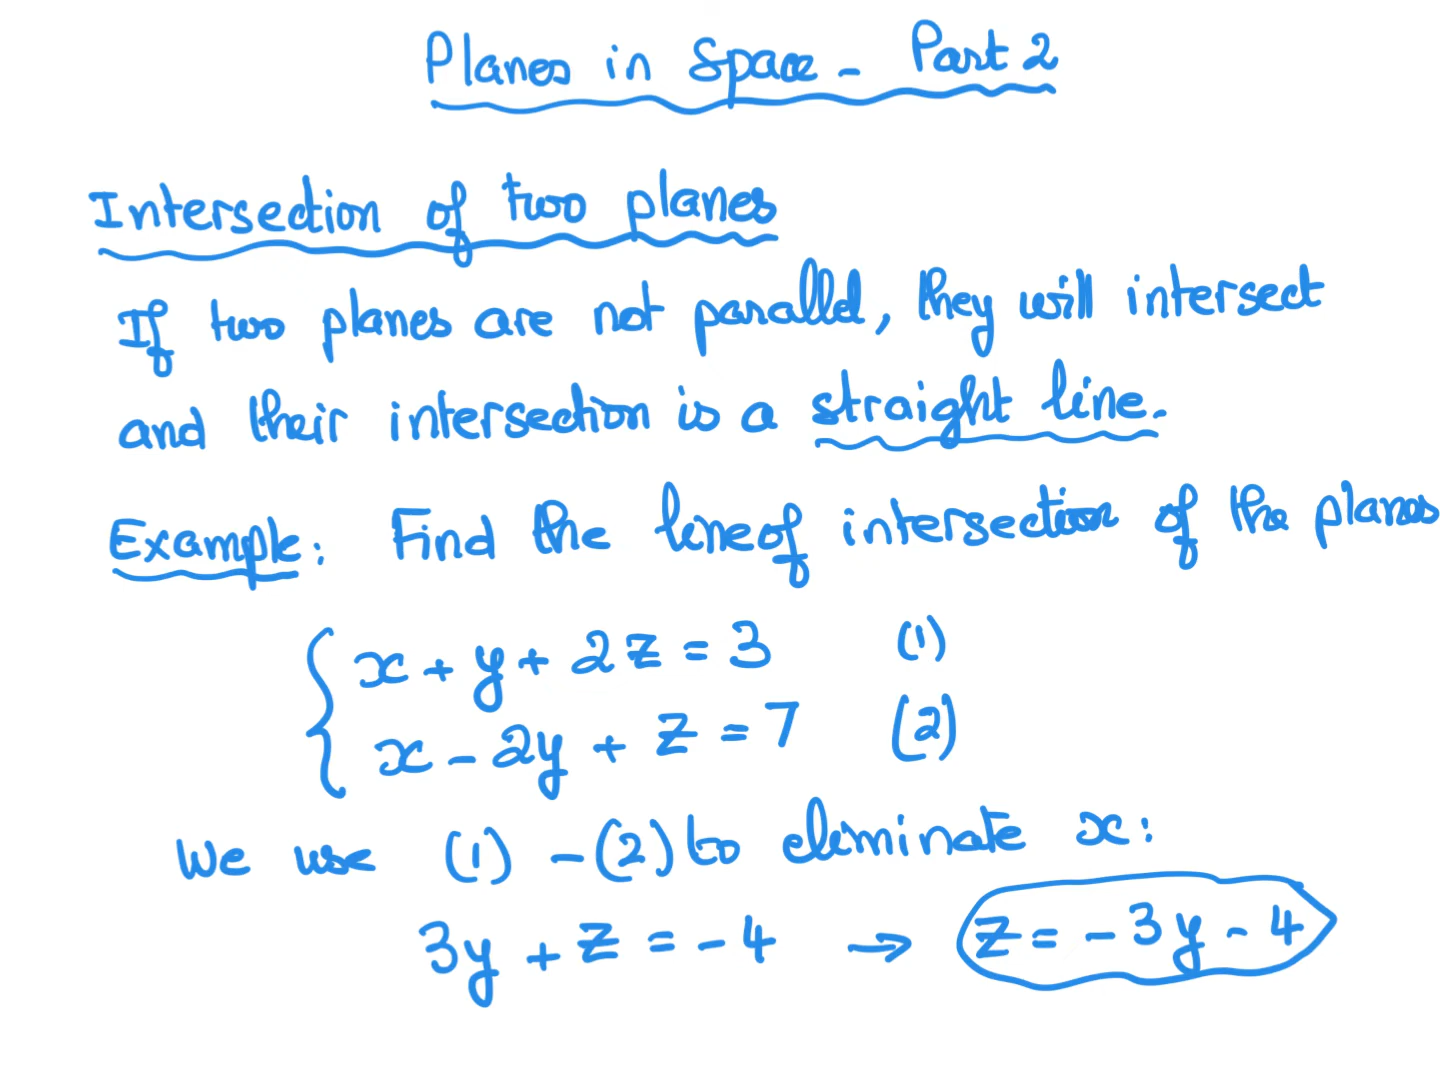 Planes in Space - Part 2
Intersection of two planes
If two planes are not parallel, they will intersect
and their intersection is a straight line.
Example: Find the line of intersection of the planes
x + y + 2z = 3 (1)
x - 2y + z = 7 (2)
We use (1) - (2) to eliminate x:
3y + z = -4 → z = -3y - 4